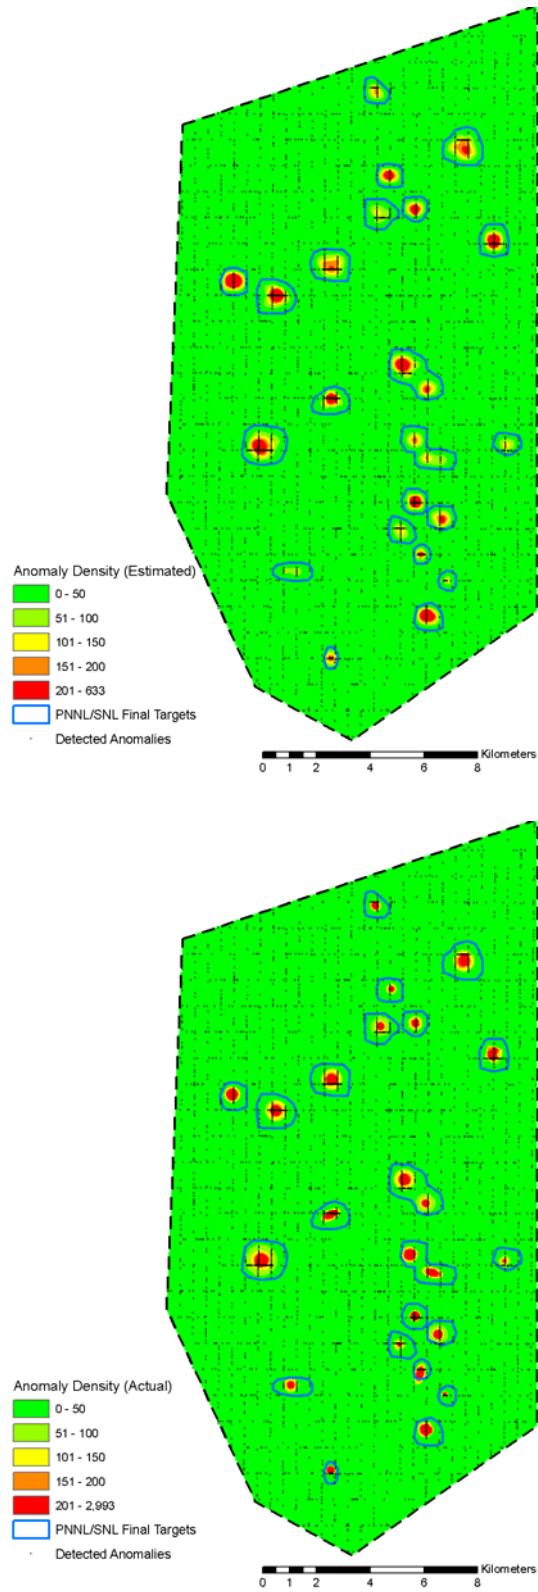 Anomaly Density (Estimated)
0 - 50
51 - 100
101 - 150
151 - 200
201 - 633
PNNL/SNL Final Targets
Detected Anomalies
Kilometers
0 1 2 4 6 8
Anomaly Density (Actual)
0 - 50
51 - 100
101 - 150
151 - 200
201 - 2,993
PNNL/SNL Final Targets
Detected Anomalies
Kilometers
0 1 2 4 6 8